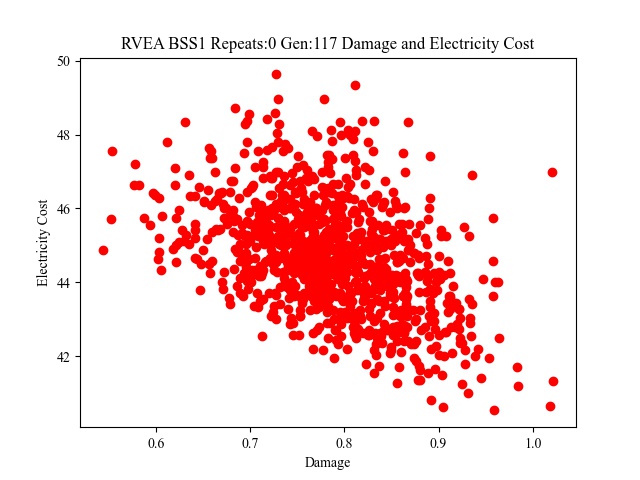 RVEA BSS1 Repeats:0 Gen:117 Damage and Electricity Cost
50
48
46
44
42
Electricity Cost
0.6 0.7 0.8 0.9 1.0
Damage